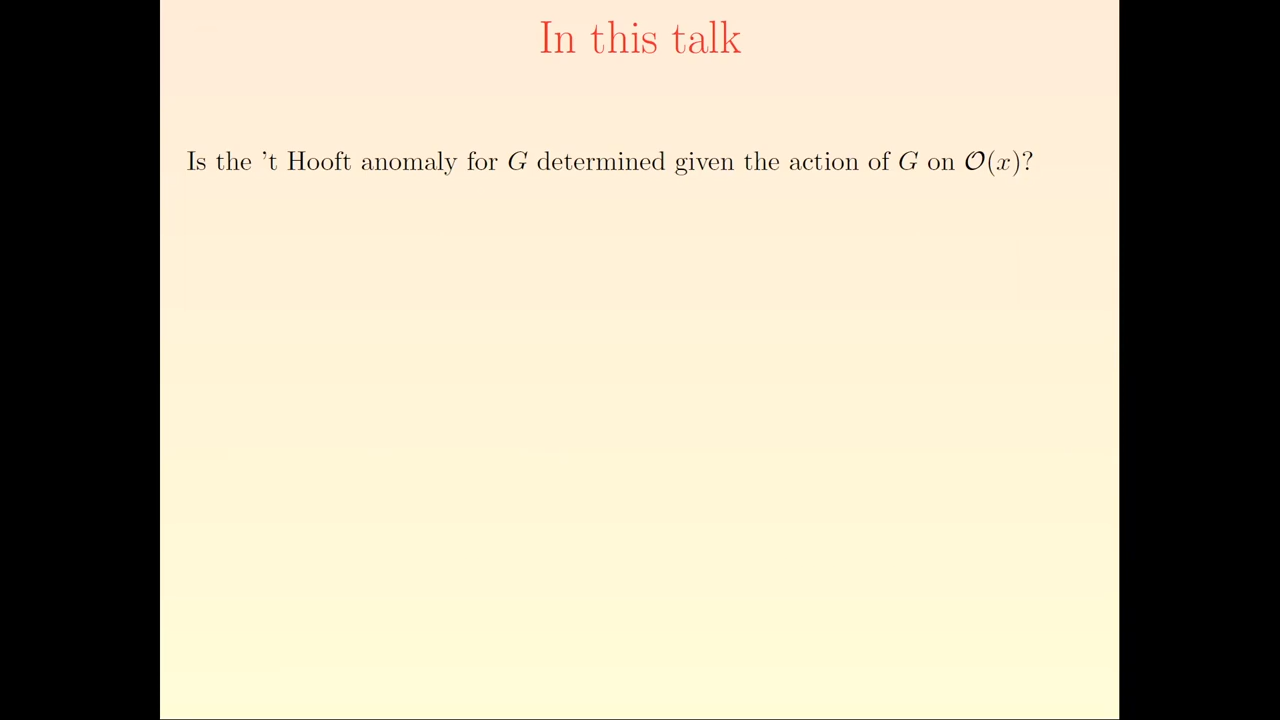 In this talk
Is the ’t Hooft anomaly for G determined given the action of G on 𝒪(x)?